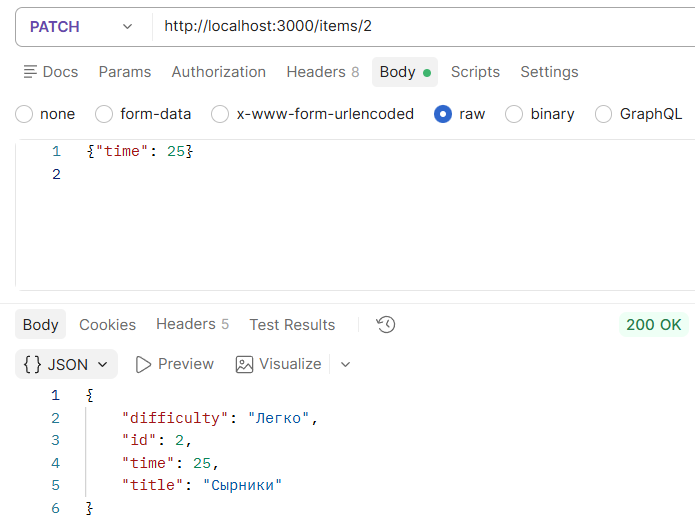 PATCH http://localhost:3000/items/2
Docs Params Authorization Headers 8 Body Scripts Settings
none form-data x-www-form-urlencoded raw binary GraphQL
1 {"time": 25}
2
Body Cookies Headers 5 Test Results 200 OK
{} JSON Preview Visualize
1 {
2 "difficulty": "Легко",
3 "id": 2,
4 "time": 25,
5 "title": "Сырники"
6 }